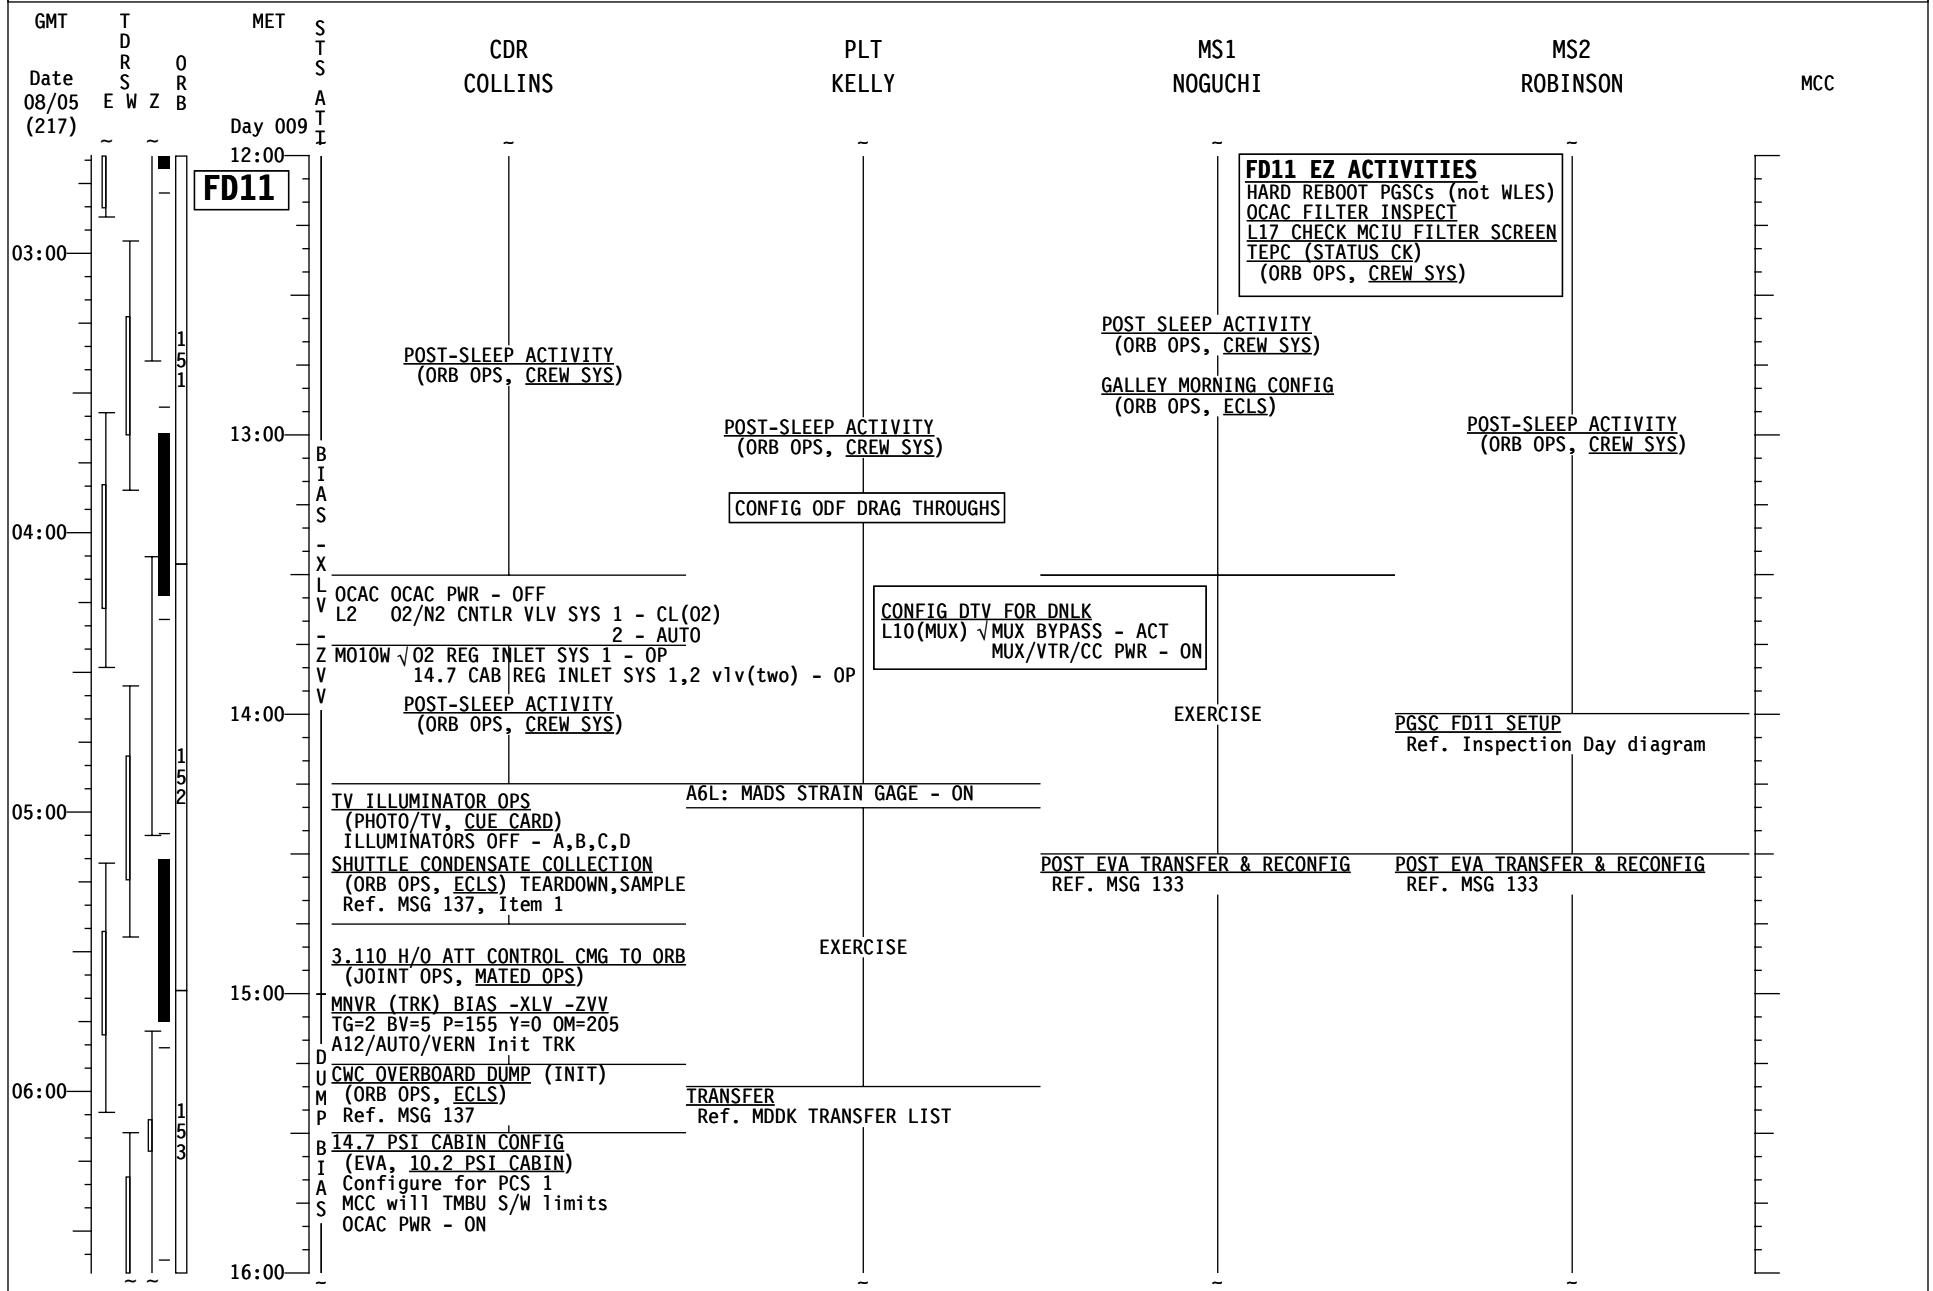 GMT
Date
08/05
(217)
TDRS
E W Z
ORB
MET
Day 009
STS ATT
CDR
COLLINS
PLT
KELLY
MS1
NOGUCHI
MS2
ROBINSON
MCC
~ ~ ~ ~ ~ ~ ~
12:00
FD11
03:00
151
13:00
04:00
14:00
152
05:00
15:00
06:00
153
16:00
BIAS -XLV -ZVV
DUMP BIAS
POST-SLEEP ACTIVITY
(ORB OPS, CREW SYS)
OCAC OCAC PWR - OFF
L2 O2/N2 CNTLR VLV SYS 1 - CL(O2)
2 - AUTO
MO10W √O2 REG INLET SYS 1 - OP
14.7 CAB REG INLET SYS 1,2 vlv(two) - OP
POST-SLEEP ACTIVITY
(ORB OPS, CREW SYS)
TV ILLUMINATOR OPS
(PHOTO/TV, CUE CARD)
ILLUMINATORS OFF - A,B,C,D
SHUTTLE CONDENSATE COLLECTION
(ORB OPS, ECLS) TEARDOWN,SAMPLE
Ref. MSG 137, Item 1
3.110 H/O ATT CONTROL CMG TO ORB
(JOINT OPS, MATED OPS)
MNVR (TRK) BIAS -XLV -ZVV
TG=2 BV=5 P=155 Y=0 OM=205
A12/AUTO/VERN Init TRK
CWC OVERBOARD DUMP (INIT)
(ORB OPS, ECLS)
Ref. MSG 137
14.7 PSI CABIN CONFIG
(EVA, 10.2 PSI CABIN)
Configure for PCS 1
MCC will TMBU S/W limits
OCAC PWR - ON
POST-SLEEP ACTIVITY
(ORB OPS, CREW SYS)
CONFIG ODF DRAG THROUGHS
CONFIG DTV FOR DNLK
L10(MUX) √MUX BYPASS - ACT
MUX/VTR/CC PWR - ON
A6L: MADS STRAIN GAGE - ON
EXERCISE
TRANSFER
Ref. MDDK TRANSFER LIST
FD11 EZ ACTIVITIES
HARD REBOOT PGSCs (not WLES)
OCAC FILTER INSPECT
L17 CHECK MCIU FILTER SCREEN
TEPC (STATUS CK)
(ORB OPS, CREW SYS)
POST SLEEP ACTIVITY
(ORB OPS, CREW SYS)
GALLEY MORNING CONFIG
(ORB OPS, ECLS)
EXERCISE
POST EVA TRANSFER & RECONFIG
REF. MSG 133
POST-SLEEP ACTIVITY
(ORB OPS, CREW SYS)
PGSC FD11 SETUP
Ref. Inspection Day diagram
POST EVA TRANSFER & RECONFIG
REF. MSG 133
~ ~ ~ ~ ~ ~ ~